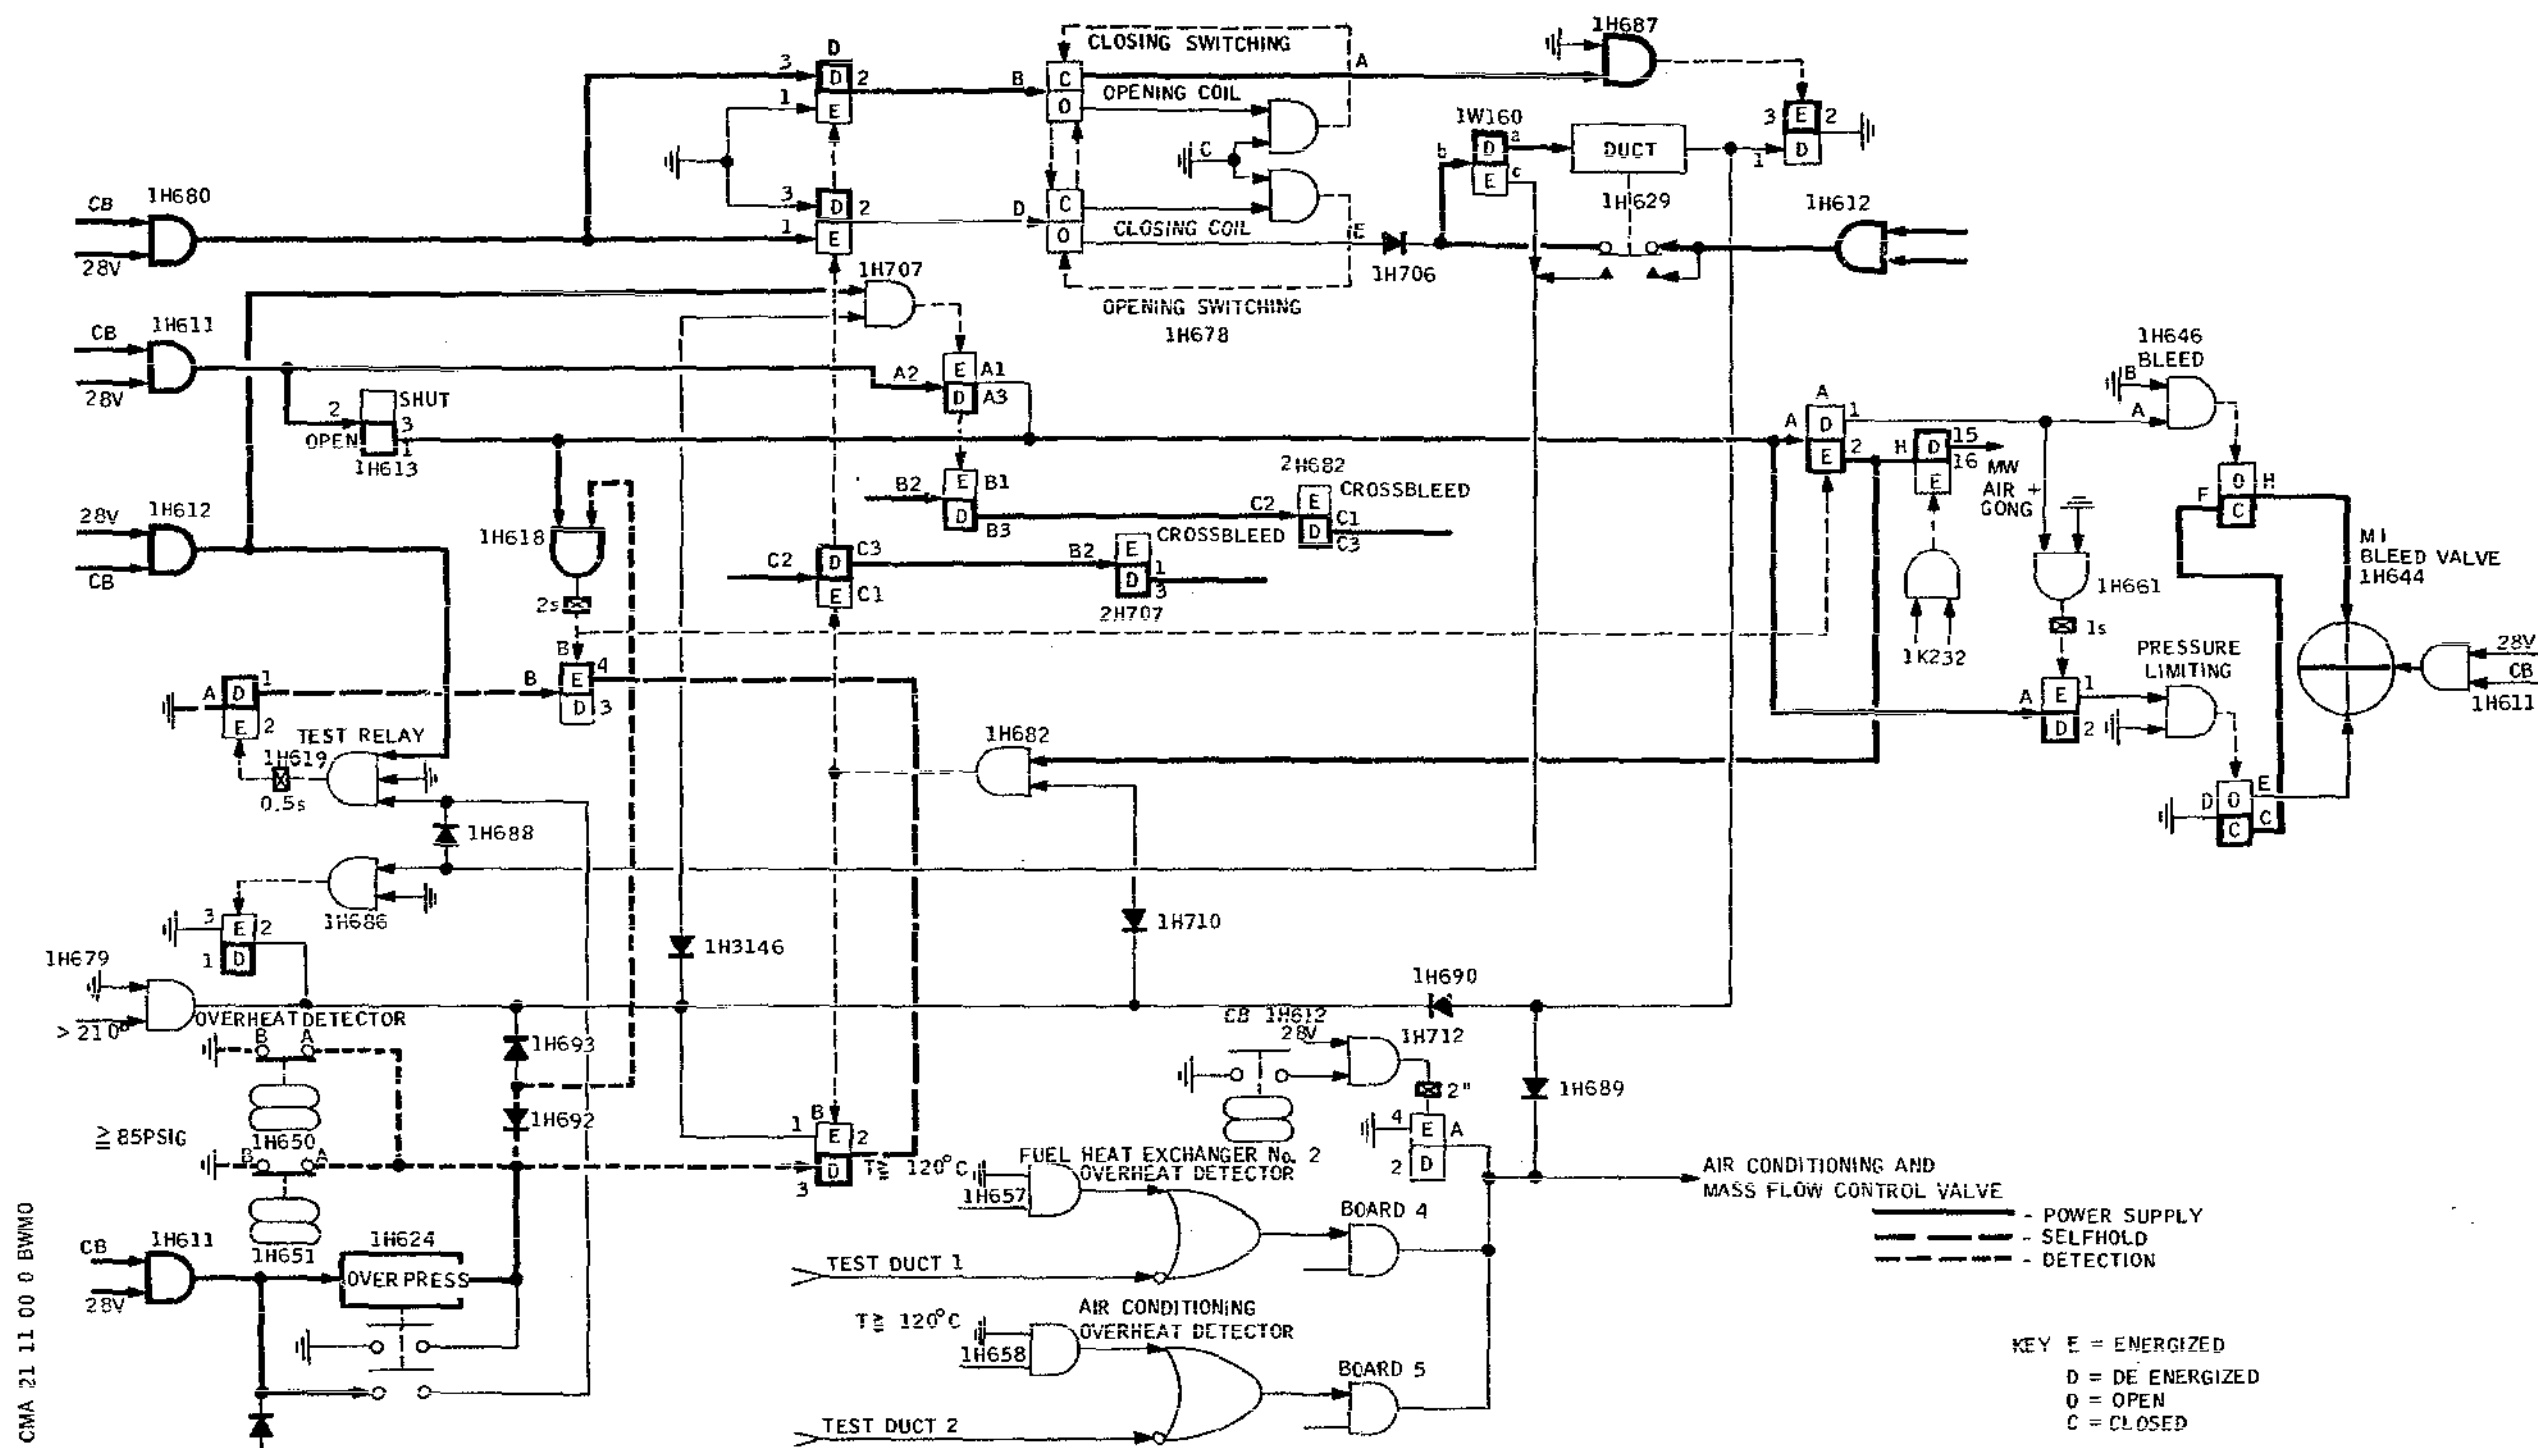 1H687
D
CLOSING SWITCHING
3 D 2
B C
A
OPENING COIL
1 E
O
1W160
3 E 2
D a
DUCT
b
C
1 D
E c
1H680
CB
3 D 2
D C
1H629
1H612
1 E
CLOSING COIL
O
E
28V
1H707
1H706
OPENING SWITCHING
1H678
1H611
CB
1H646
BLEED
E A1
A2
B
28V
SHUT
D A3
A
A 1
2
A D
OPEN
3
1
E 2
H D 15
16
1H613
2H682
E
MW
AIR +
GONG
B2
E B1
E
CROSSBLEED
O H
F
C
1H612
28V
C2
C1
D
D B3
C3
1H618
CROSSBLEED
CB
C2
D C3
B2
E
MI
BLEED VALVE
1H644
1H661
E C1
D 1
3
2s
2H707
1s
1K232
28V
B
4
E
PRESSURE
LIMITING
CB
1H611
A D 1
B
D 3
E 1
A
E 2
TEST RELAY
D 2
1H682
1H619
0.5s
D O E
1H688
C C
1H686
3
E 2
1H710
1 D
1H3146
1H679
1H690
OVERHEAT DETECTOR
> 210°
CB 1H612
28V
1H712
B A
1H693
1H689
2"
1H692
≧ 85PSIG
1H650
1 B
E 2
4
E A
B A
D
3
T≧ 120°C
FUEL HEAT EXCHANGER No. 2
OVERHEAT DETECTOR
2 D
AIR CONDITIONING AND
MASS FLOW CONTROL VALVE
1H657
1H651
1H611
CB
1H624
OVER PRESS
BOARD 4
- POWER SUPPLY
- SELFHOLD
- DETECTION
TEST DUCT 1
28V
AIR CONDITIONING
OVERHEAT DETECTOR
T≧ 120°C
1H658
BOARD 5
TEST DUCT 2
KEY E = ENERGIZED
D = DE ENERGIZED
O = OPEN
C = CLOSED
CMA 21 11 00 0 BWMO